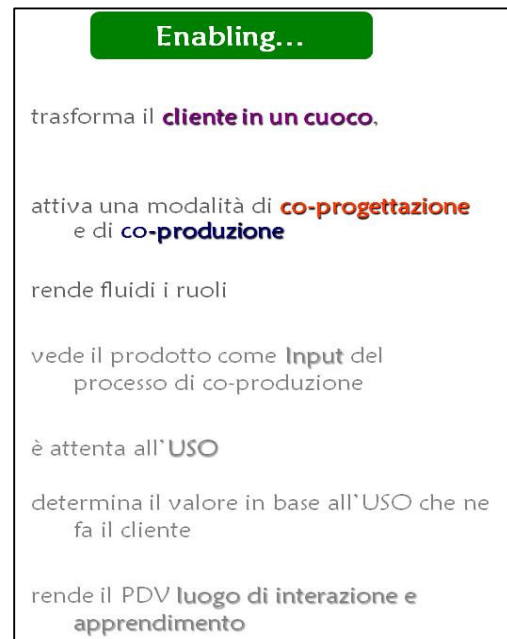 Enabling...
trasforma il cliente in un cuoco,
attiva una modalità di co-progettazione
e di co-produzione
rende fluidi i ruoli
vede il prodotto come Input del
processo di co-produzione
è attenta all'USO
determina il valore in base all'USO che ne
fa il cliente
rende il PDV luogo di interazione e
apprendimento